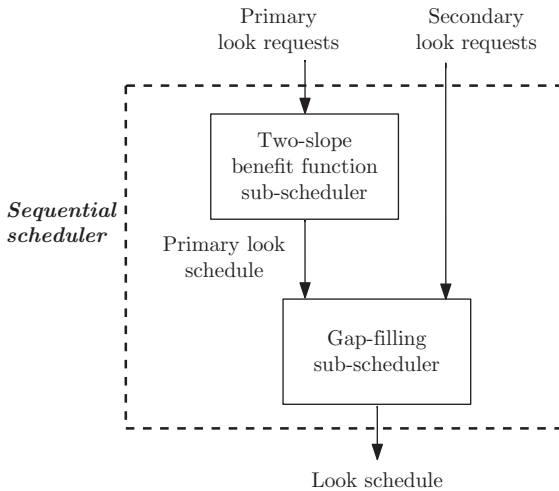 Primary
look requests
Secondary
look requests
Two-slope
benefit function
sub-scheduler
Sequential
scheduler
Primary look
schedule
Gap-filling
sub-scheduler
Look schedule